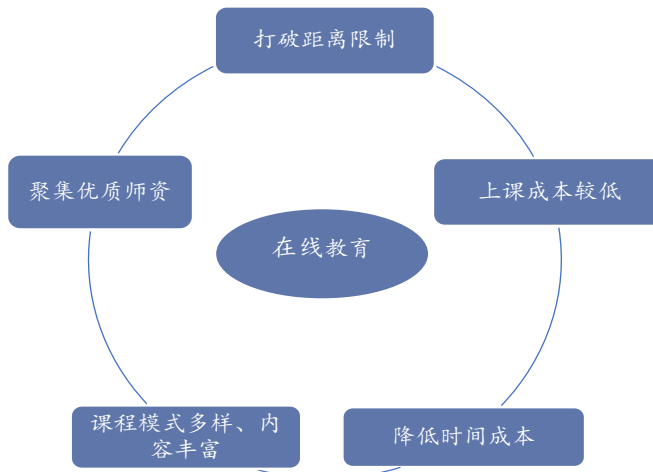 打破距离限制
聚集优质师资
上课成本较低
在线教育
课程模式多样、内
容丰富
降低时间成本